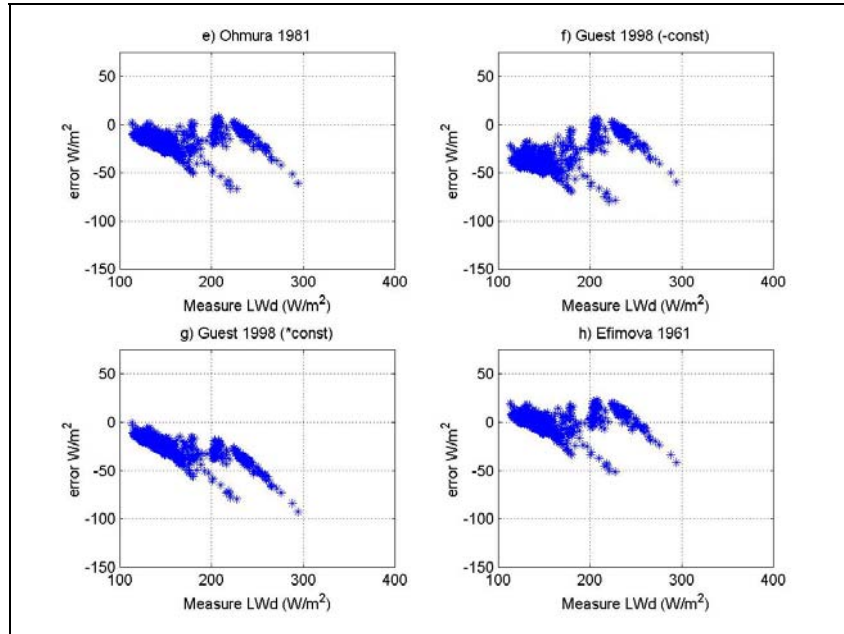 e) Ohmura 1981
50
0
-50
-100
-150
error W/m²
100 200 300 400
Measure LWd (W/m²)
f) Guest 1998 (-const)
50
0
-50
-100
-150
error W/m²
100 200 300 400
Measure LWd (W/m²)
g) Guest 1998 (*const)
50
0
-50
-100
-150
error W/m²
100 200 300 400
Measure LWd (W/m²)
h) Efimova 1961
50
0
-50
-100
-150
error W/m²
100 200 300 400
Measure LWd (W/m²)